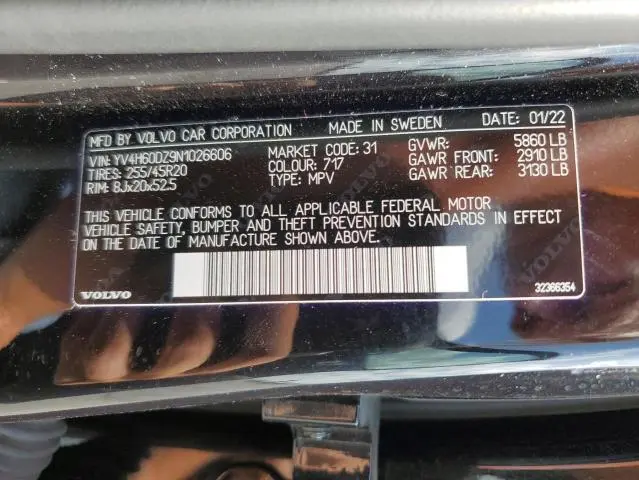 MFD BY VOLVO CAR CORPORATION MADE IN SWEDEN DATE: 01/22
VIN: YV4H60DZ9N1026606 MARKET CODE: 31 GVWR: 5860 LB
TIRES: 255/45R20 COLOUR: 717 GAWR FRONT: 2910 LB
RIM: 8Jx20x52.5 TYPE: MPV GAWR REAR: 3130 LB
THIS VEHICLE CONFORMS TO ALL APPLICABLE FEDERAL MOTOR
VEHICLE SAFETY, BUMPER AND THEFT PREVENTION STANDARDS IN EFFECT
ON THE DATE OF MANUFACTURE SHOWN ABOVE.
VOLVO 32366354